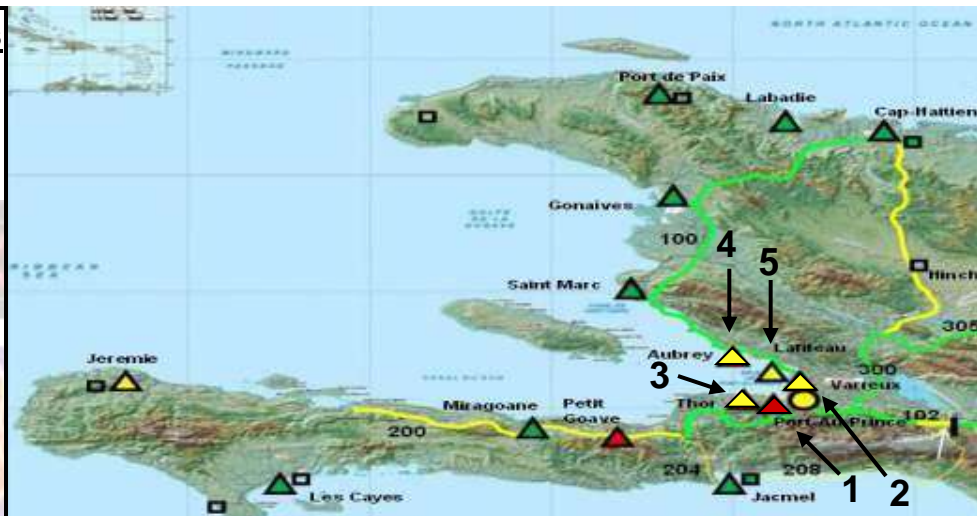 NORTH ATLANTIC OCEAN
Port de Paix
Labadie
Cap-Haitien
Gonaives
100
4
5
Hinch
Saint Marc
305
Aubrey
Lafiteau
Jeremie
300
3
Varreux
Thor
Miragoane
Petit
Goave
102
200
Port-Au-Prince
204
208
1
2
Les Cayes
Jacmel